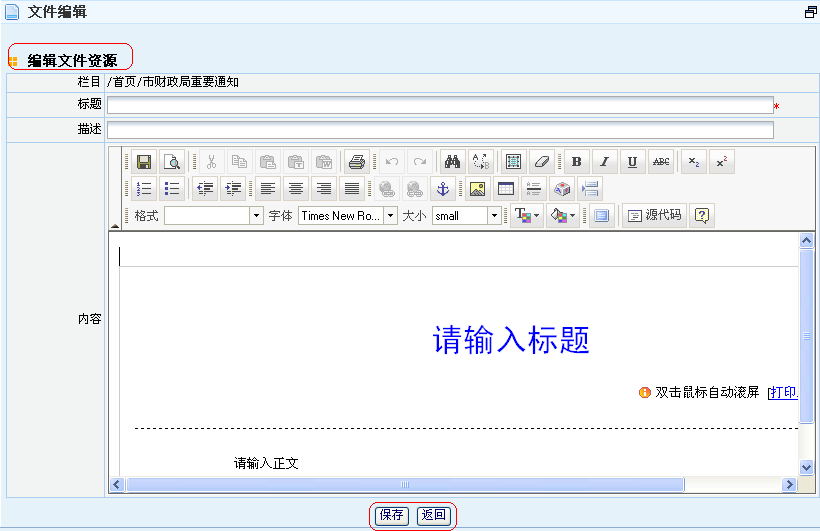 文件编辑
编辑文件资源
栏目 /首页/市财政局重要通知
标题 *
描述
B I U ABC ×₂ ×²
格式 字体 Times New Ro... 大小 small 源代码
内容
请输入标题
双击鼠标自动滚屏 [打印
请输入正文
保存 返回